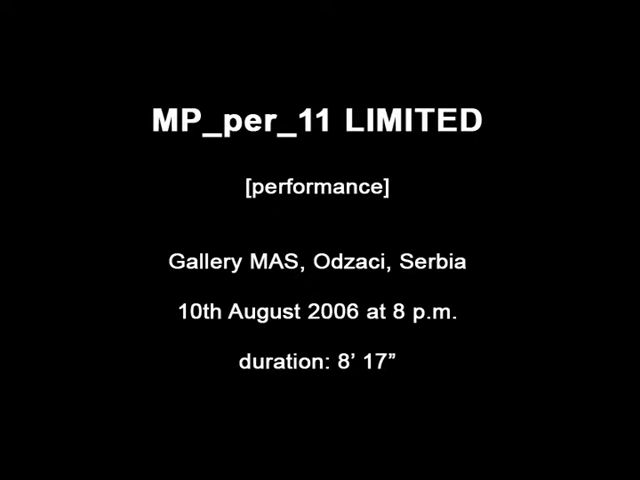 MP_per_11 LIMITED
[performance]
Gallery MAS, Odzaci, Serbia
10th August 2006 at 8 p.m.
duration: 8’ 17”